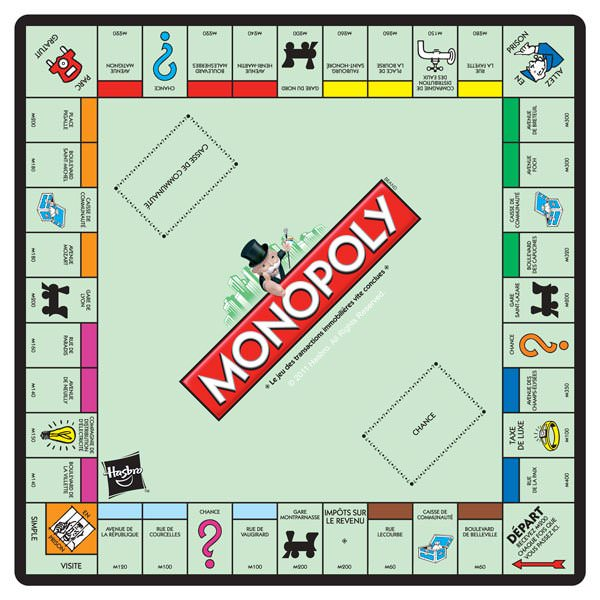 PARC
GRATUIT
M220
AVENUE
MATIGNON
CHANCE
M220
BOULEVARD
MALESHERBES
M240
AVENUE
HENRI-MARTIN
M200
GARE DU NORD
M260
FAUBOURG
SAINT-HONORÉ
M260
PLACE DE
LA BOURSE
M150
COMPAGNIE DE
DISTRIBUTION
DES EAUX
M280
RUE
LA FAYETTE
ALLEZ
EN
PRISON
M200
PLACE
PIGALLE
M180
BOULEVARD
SAINT-MICHEL
CAISSE DE
COMMUNAUTÉ
M180
AVENUE
MOZART
M200
GARE DE
LYON
M160
RUE DE
PARADIS
M140
AVENUE
DE NEUILLY
M150
COMPAGNIE DE
DISTRIBUTION
D'ÉLECTRICITÉ
M140
BOULEVARD DE
LA VILLETTE
AVENUE
DE BRETEUIL
M300
AVENUE
FOCH
M300
CAISSE DE
COMMUNAUTÉ
BOULEVARD
DES CAPUCINES
M320
GARE
SAINT-LAZARE
M200
CHANCE
AVENUE DES
CHAMPS-ÉLYSÉES
M350
TAXE
DE LUXE
M100
RUE
DE LA PAIX
M400
CAISSE DE COMMUNAUTÉ
BRAND
MONOPOLY
Le jeu des transactions immobilières vite conclues
© 2011 Hasbro. All Rights Reserved.
CHANCE
Hasbro
TM
SIMPLE
VISITE
EN
PRISON
AVENUE DE
LA RÉPUBLIQUE
M120
RUE DE
COURCELLES
M100
CHANCE
RUE DE
VAUGIRARD
M100
GARE
MONTPARNASSE
M200
IMPÔTS SUR
LE REVENU
M200
RUE
LECOURBE
M60
CAISSE DE
COMMUNAUTÉ
BOULEVARD
DE BELLEVILLE
M60
DÉPART
RECEVEZ M200
CHAQUE FOIS QUE
VOUS PASSEZ ICI.